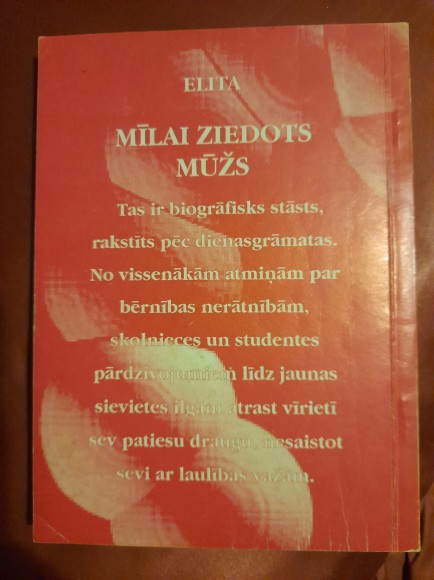 ELITA
MĪLAI ZIEDOTS
MŪŽS
Tas ir biogrāfisks stāsts,
rakstīts pēc dienasgrāmatas.
No vissenākām atmiņām par
bērnības nerātnībām,
skolnieces un studentes
pārdzīvojumiem līdz jaunas
sievietes ilgām atrast vīrietī
sev patiesu draugu, nesaistot
sevi ar laulības važām.